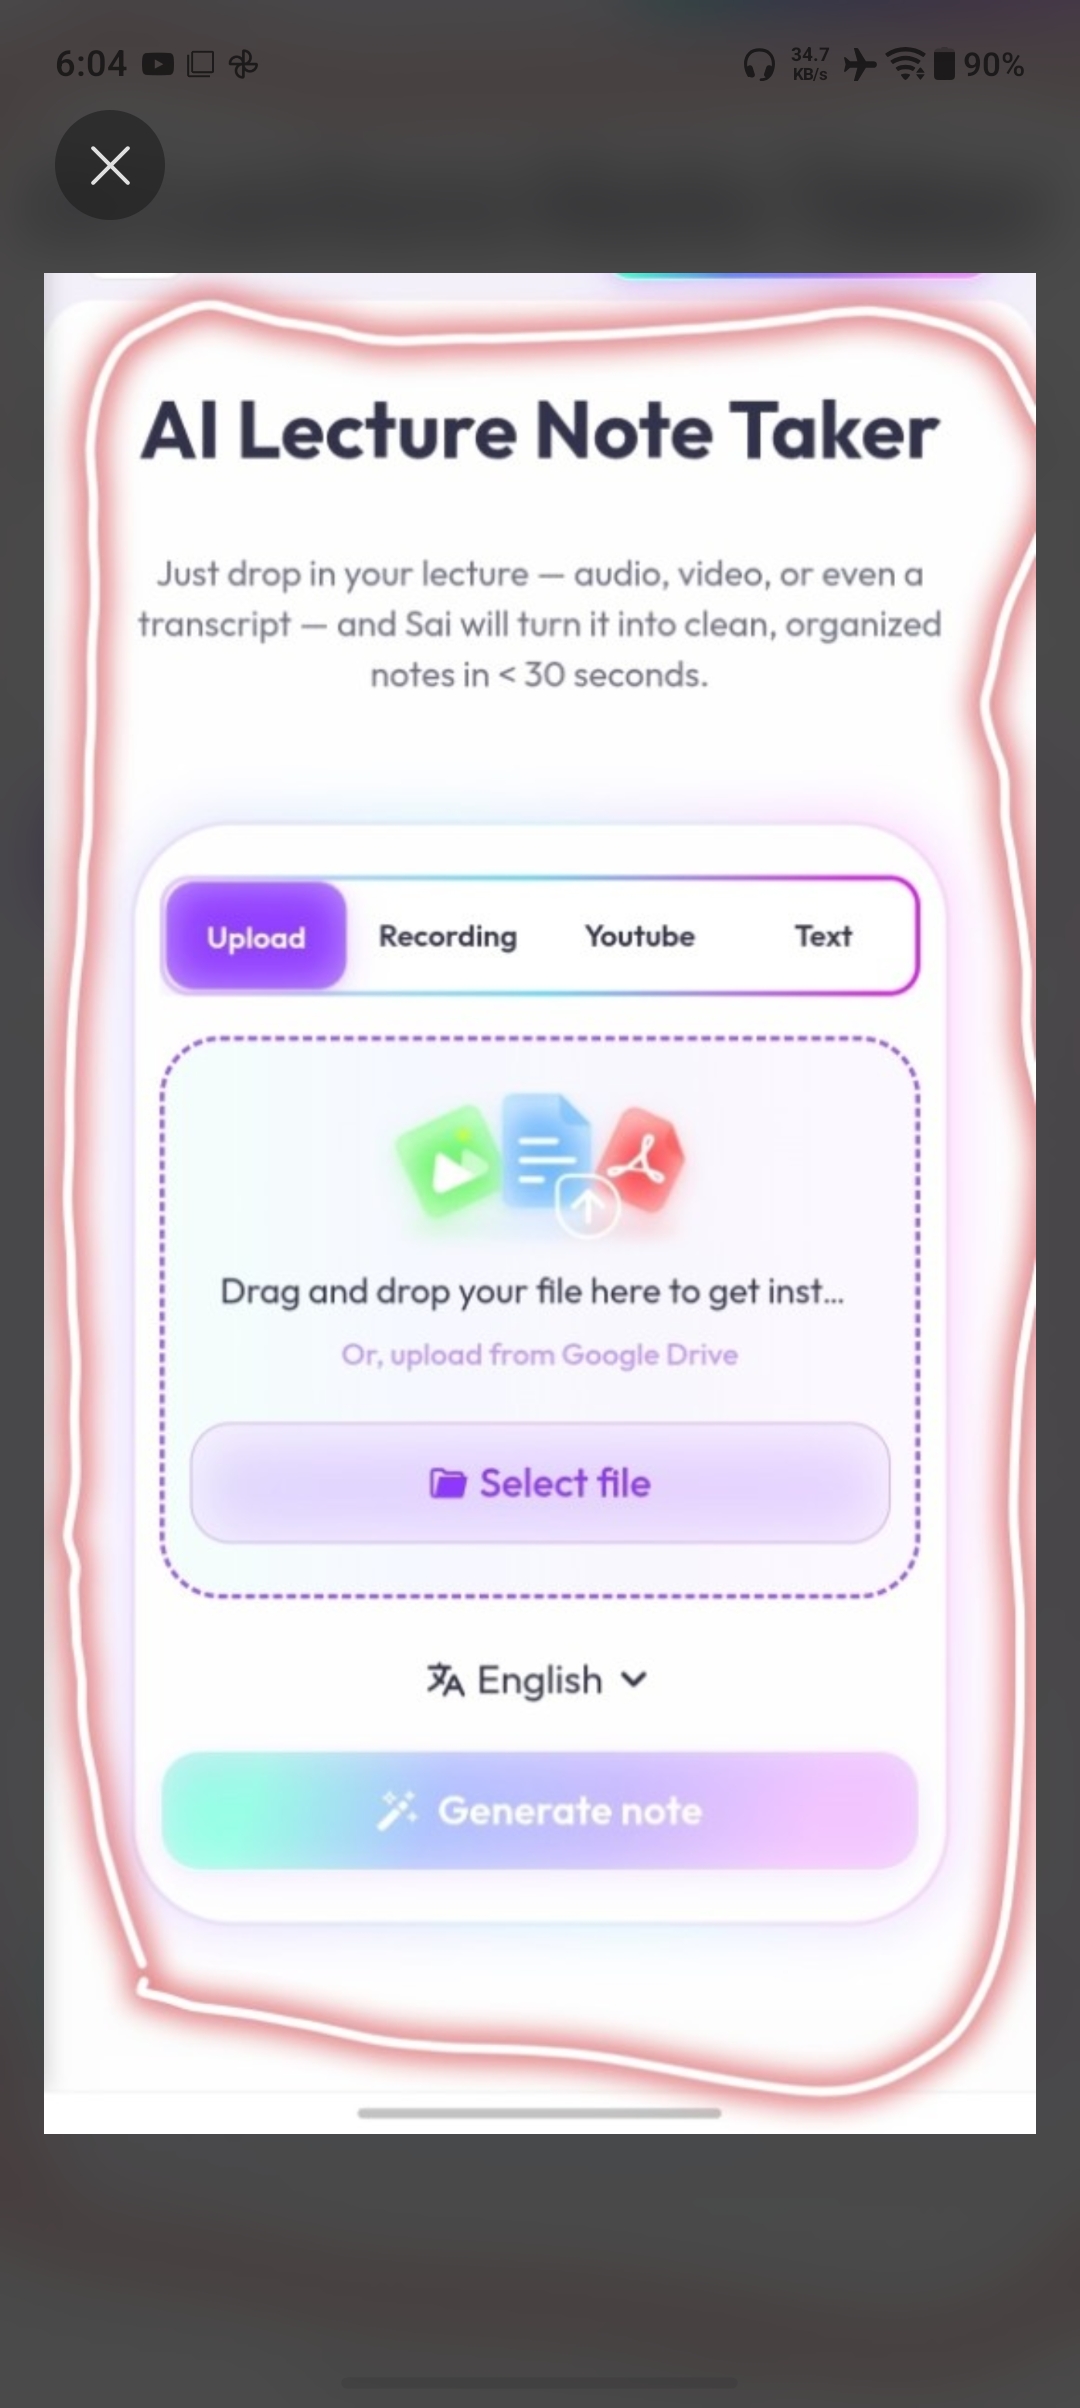 6:04
34.7
KB/s
90%
AI Lecture Note Taker
Just drop in your lecture — audio, video, or even a
transcript — and Sai will turn it into clean, organized
notes in < 30 seconds.
Upload Recording Youtube Text
Drag and drop your file here to get inst...
Or, upload from Google Drive
Select file
English
Generate note